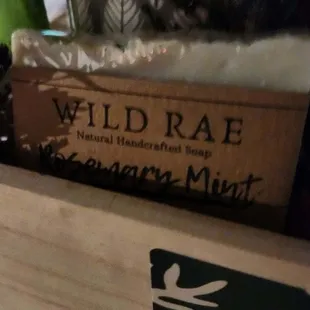 WILD RAE
Natural Handcrafted Soap
Rosemary Mint